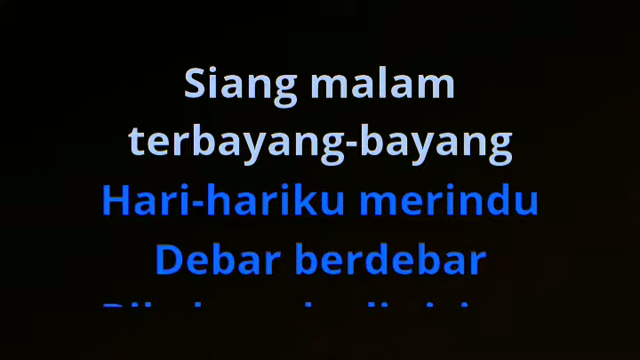 Siang malam
terbayang-bayang
Hari-hariku merindu
Debar berdebar